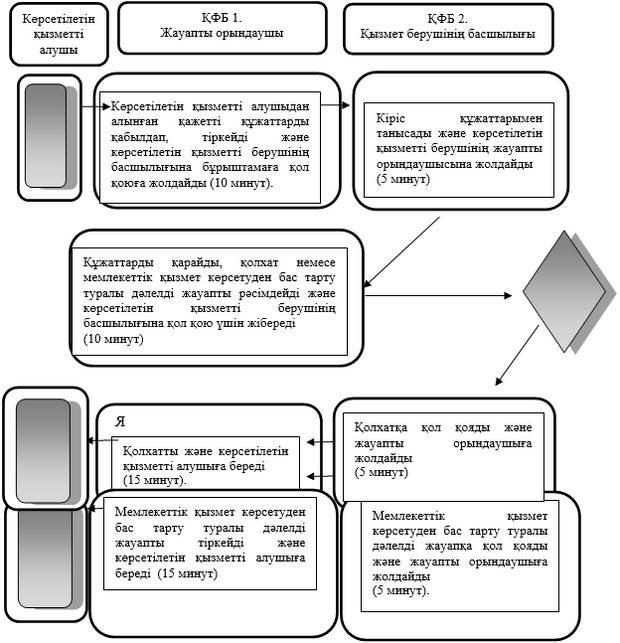 Көрсетілетін
қызметті
алушы
ҚФБ 1.
Жауапты орындаушы
ҚФБ 2.
Қызмет берушінің басшылығы
Көрсетілетін қызметті алушыдан
алынған қажетті құжаттарды
қабылдап, тіркейді және
көрсетілетін қызметті берушінің
басшылығына бұрыштамаға қол
қоюға жолдайды (10 минут).
Кіріс құжаттарымен
танысады және көрсетілетін
қызметті берушінің жауапты
орындаушысына жолдайды
(5 минут)
Құжаттарды қарайды, қолхат немесе
мемлекеттік қызмет көрсетуден бас тарту
туралы дәлелді жауапты рәсімдейді және
көрсетілетін қызметті берушінің
басшылығына қол қою үшін жібереді
(10 минут)
Я
Қолхатты және көрсетілетін
қызметті алушыға береді
(15 минут).
Қолхатқа қол қояды және
жауапты орындаушыға
жолдайды
(5 минут)
Мемлекеттік қызмет көрсетуден
бас тарту туралы дәлелді
жауапты тіркейді және
көрсетілетін қызметті алушыға
береді (15 минут)
Мемлекеттік қызмет
көрсетуден бас тарту туралы
дәлелді жауапқа қол қояды
және жауапты орындаушыға
жолдайды
(5 минут).